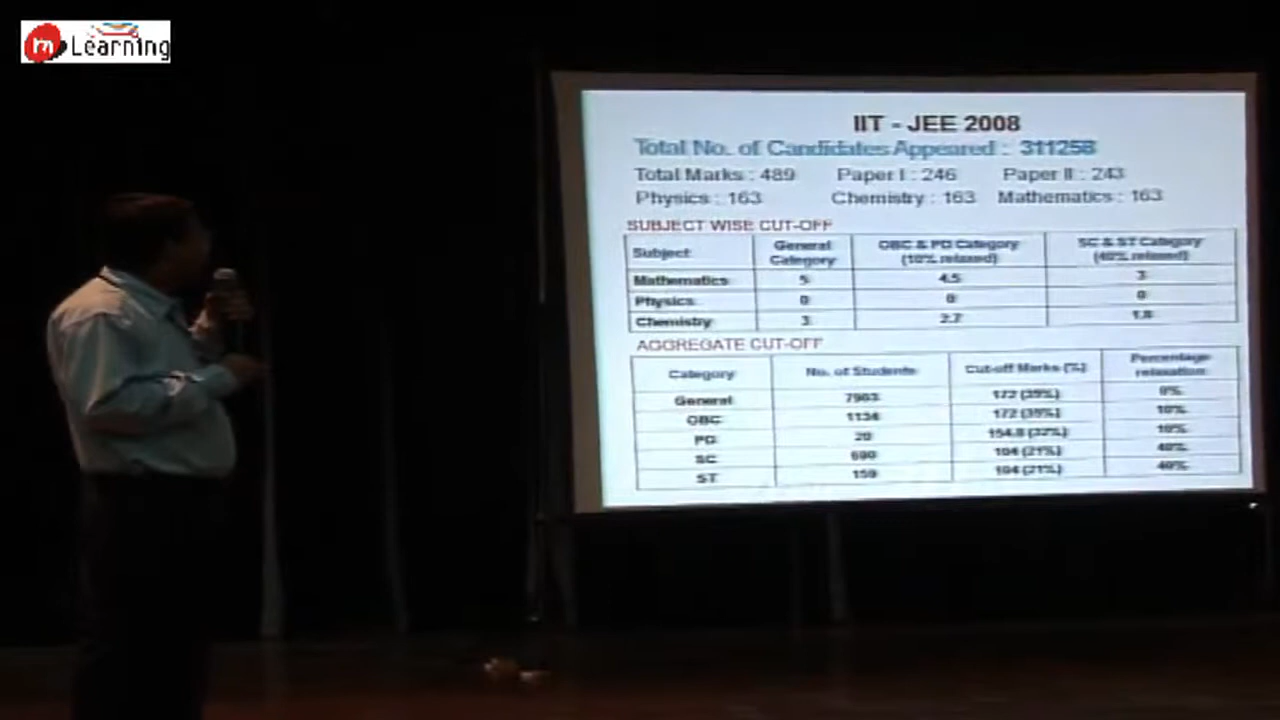 m Learning
IIT - JEE 2008
Total No. of Candidates Appeared : 311258
Total Marks : 489 Paper I : 246 Paper II : 243
Physics : 163 Chemistry : 163 Mathematics : 163
SUBJECT WISE CUT-OFF
Subject General Category OBC & PD Category (10% relaxed) SC & ST Category (40% relaxed)
Mathematics 5 4.5 3
Physics 0 0 0
Chemistry 3 2.7 1.8
AGGREGATE CUT-OFF
Category No. of Students Cut-off Marks (%) Percentage relaxation
General 7903 172 (35%) 0%
OBC 1134 172 (35%) 10%
PD 20 154.8 (32%) 10%
SC 690 104 (21%) 40%
ST 159 104 (21%) 40%